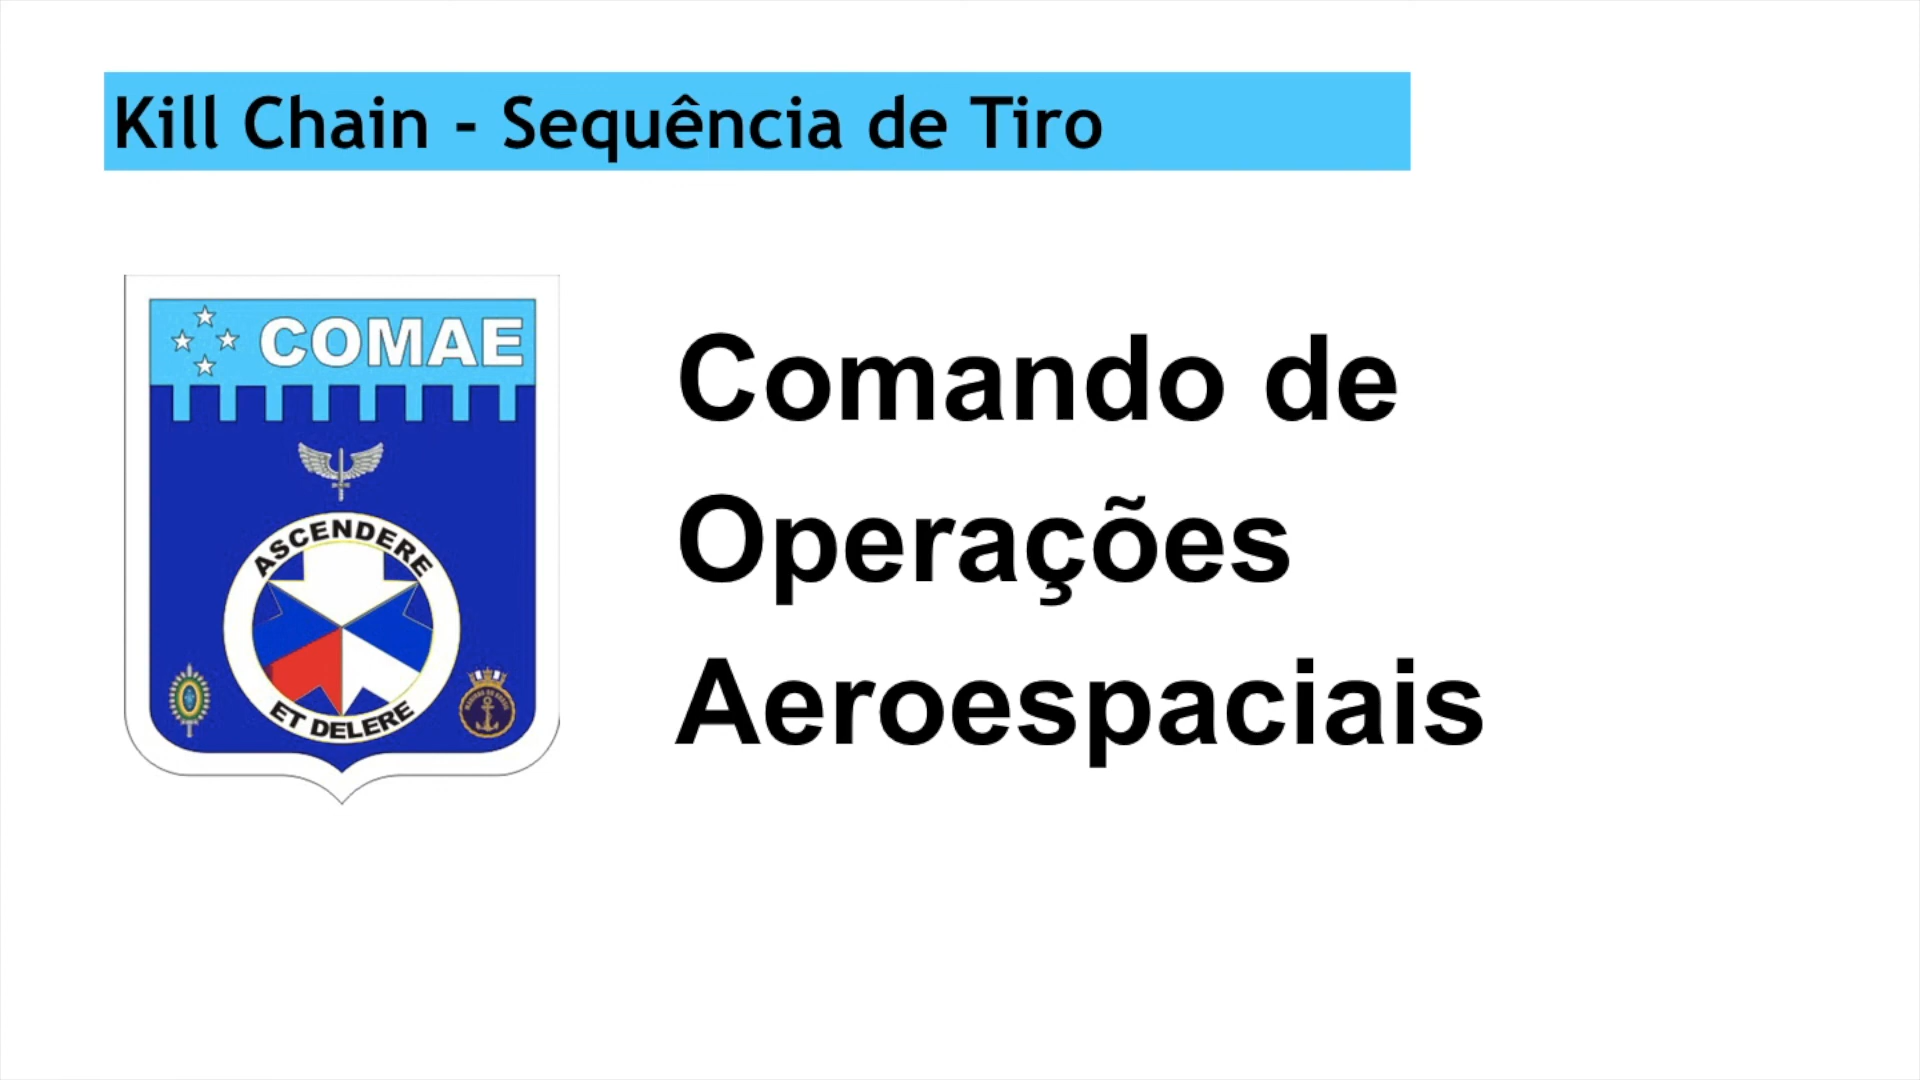 Kill Chain - Sequência de Tiro
COMAE
ASCENDERE
ET DELERE
Comando de
Operações
Aeroespaciais